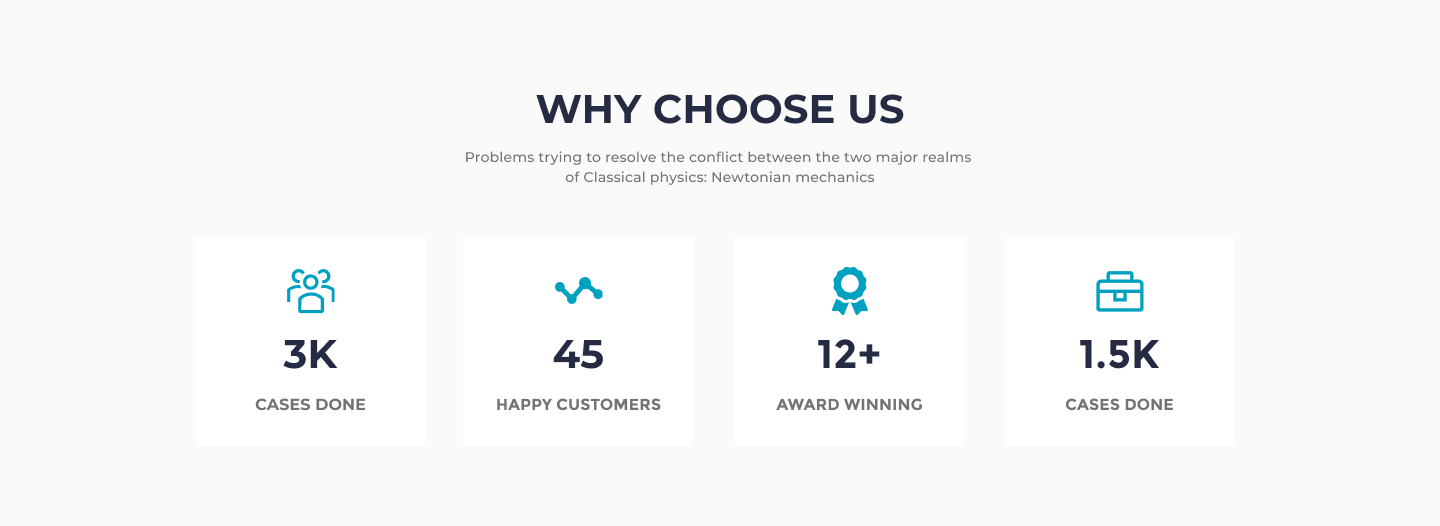 WHY CHOOSE US
Problems trying to resolve the conflict between the two major realms
of Classical physics: Newtonian mechanics
3K
CASES DONE
45
HAPPY CUSTOMERS
12+
AWARD WINNING
1.5K
CASES DONE